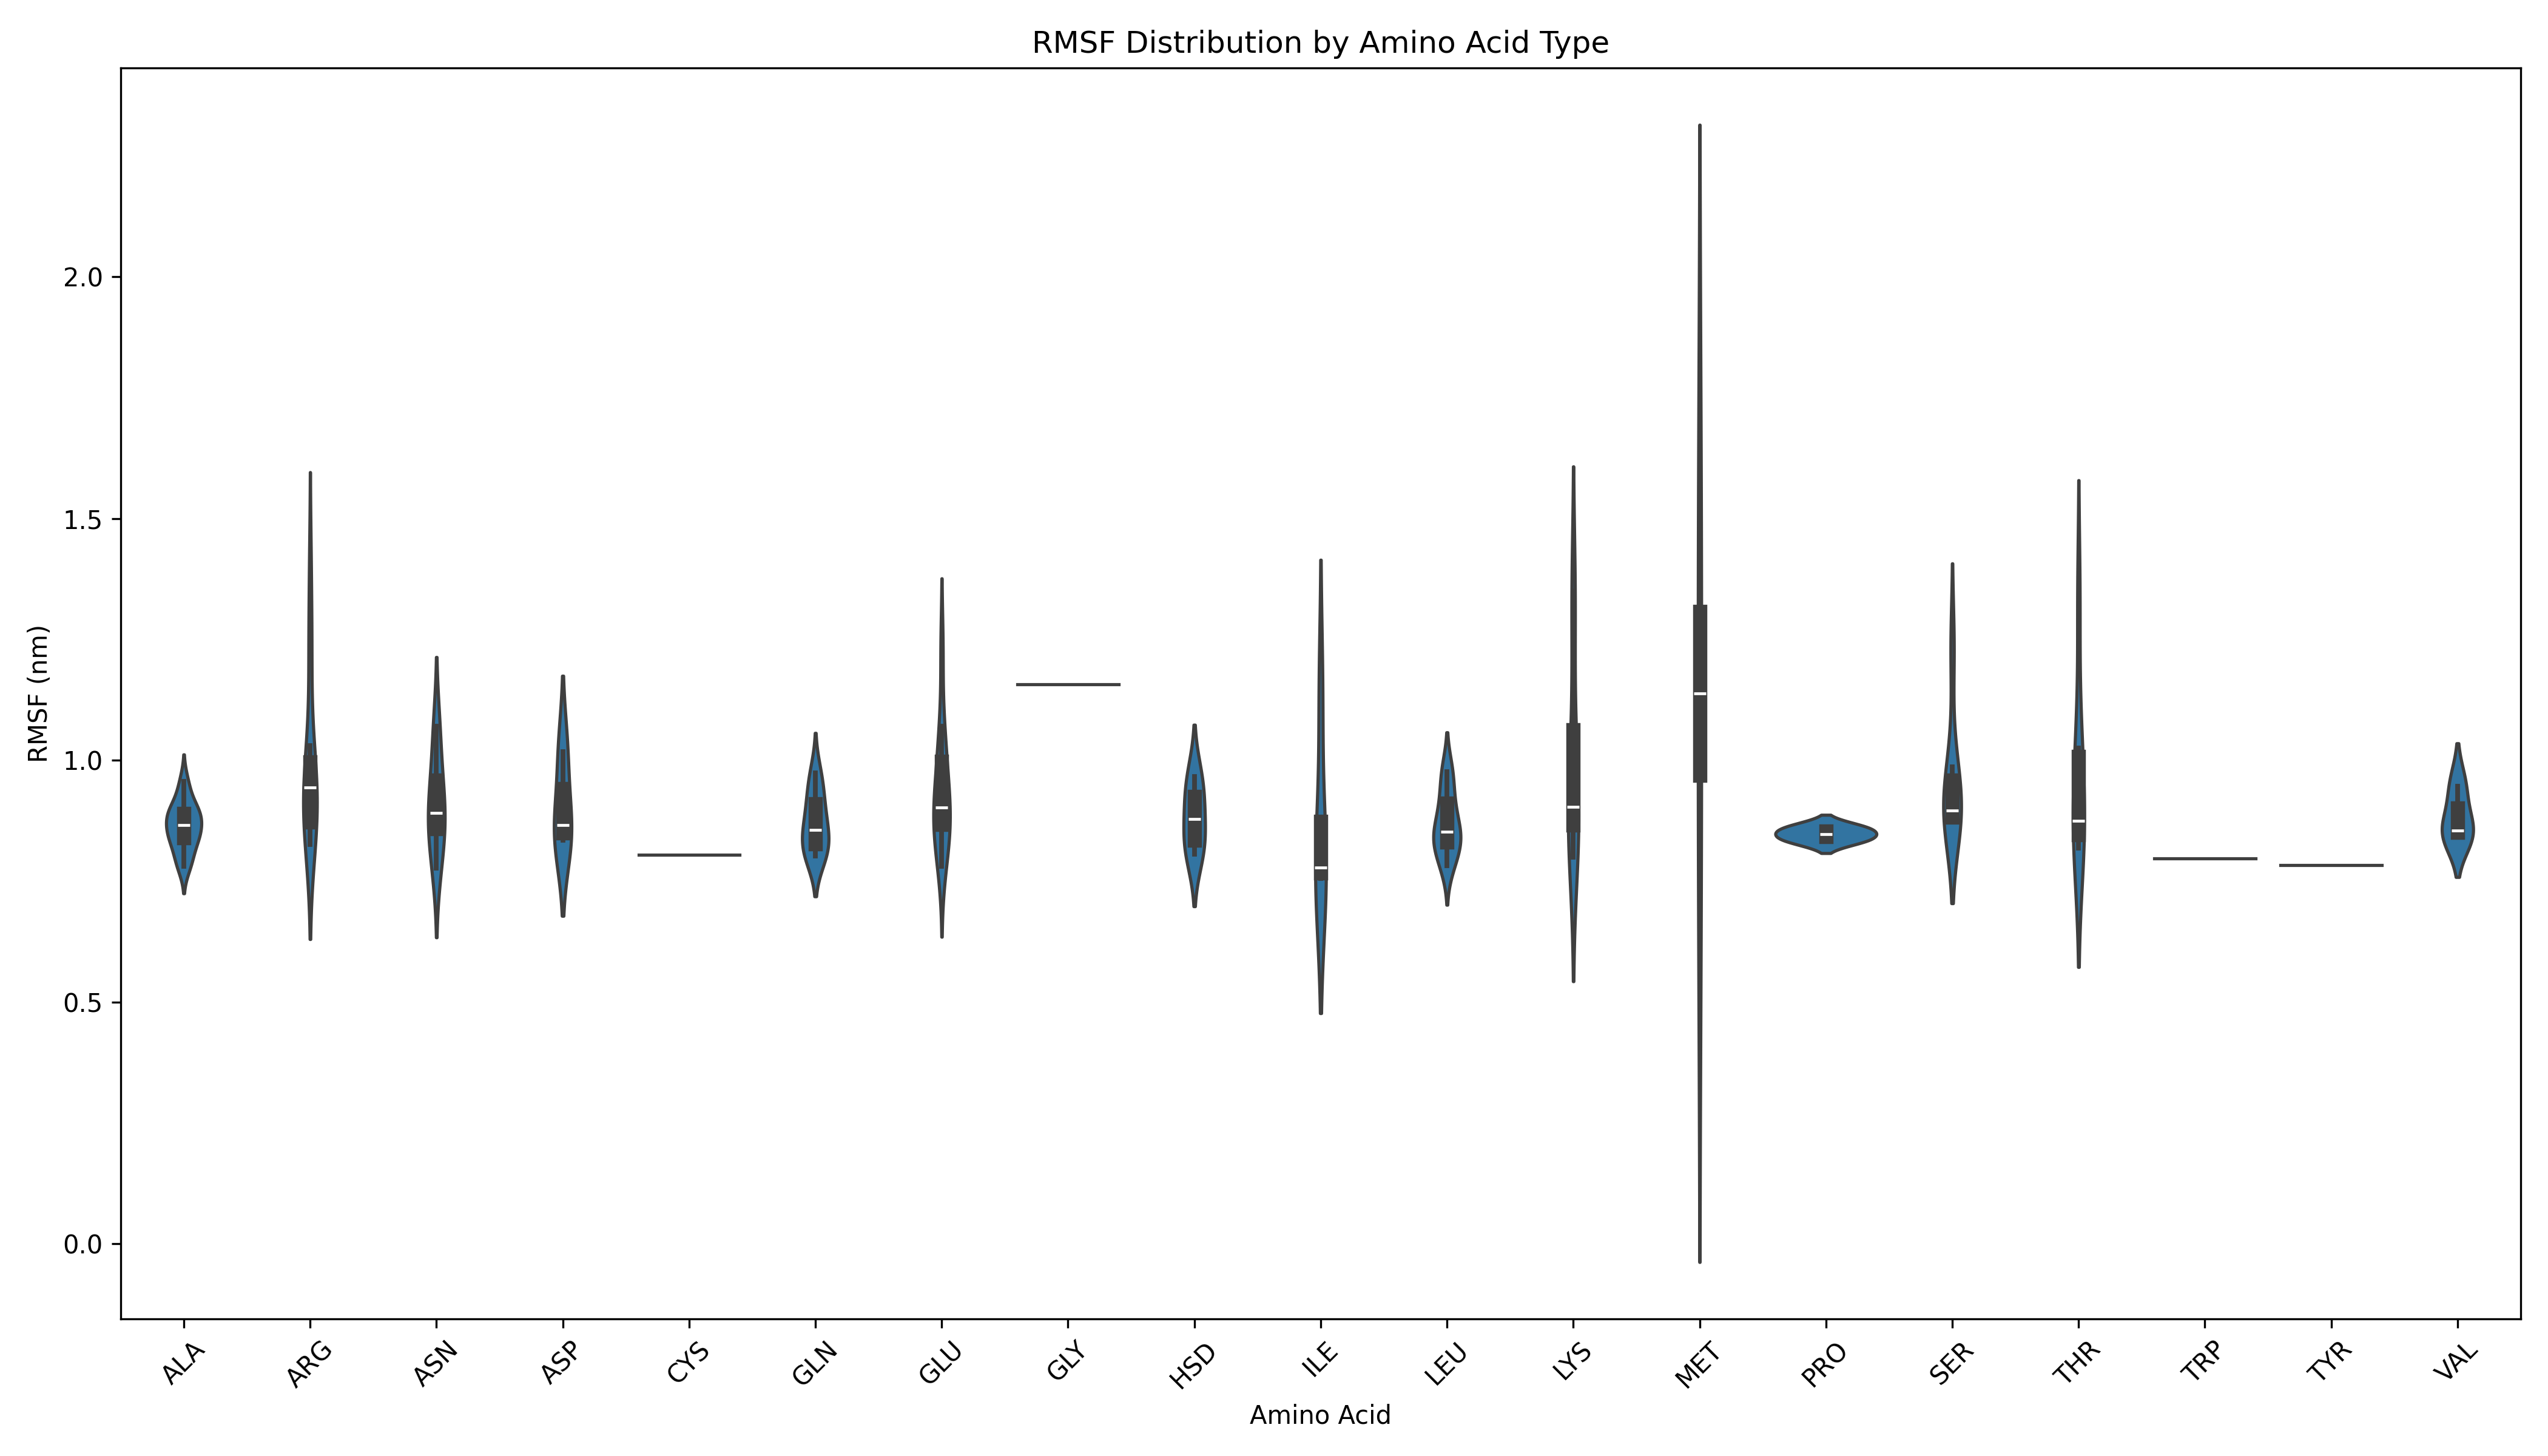 RMSF Distribution by Amino Acid Type
RMSF (nm)
2.0
1.5
1.0
0.5
0.0
ALA ARG ASN ASP CYS GLN GLU GLY HSD ILE LEU LYS MET PRO SER THR TRP TYR VAL
Amino Acid